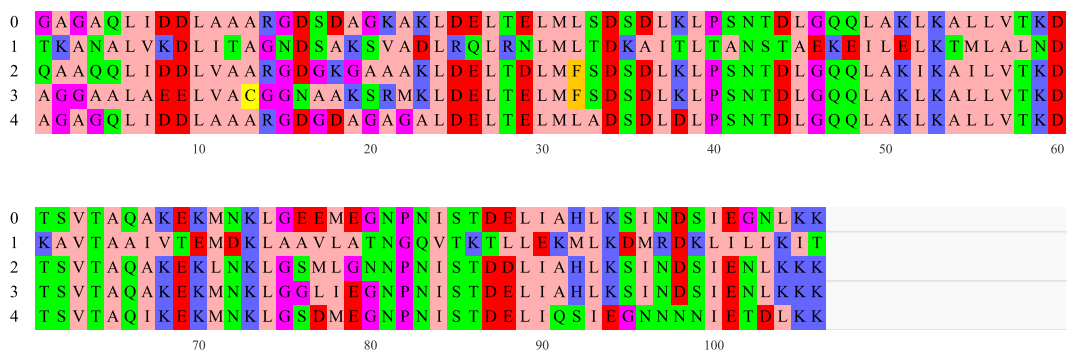 0 GAGAQLIDDLAAARGDSDAGKAKLDELTELMLSDSDLKLPSNTDLGQQLAKLKALLVTKD
1 TKANALVKDLITAGNDSAKSVADLRQLRNLMLTDKAITLTANSTAEKEILELKTMLALND
2 QAAQQLIDDLVAARGDGKGAAAKLDELTDLMFSDSDLKLPSNTDLGQQLAKIKAILVTKD
3 AGGAALAEELVACGGNAAKSRMKLDELTELMFSDSDLKLPSNTDLGQQLAKLKALLVTKD
4 AGAGQLIDDLAAARGDGDAGAGALDELTELMLADSDLDLPSNTDLGQQLAKLKALLVTKD
10 20 30 40 50 60
0 TSVTAQAKEKMNKLGEEMEGNPNISTDELIAHLKSINDSIEGNLKK
1 KAVTAAIVTEMDKLAAVLATNGQVTKTLLEKMLKDMRDKLILLKIT
2 TSVTAQAKEKLNKLGSMLGNNPNISTDDLIAHLKSINDSIENLKKK
3 TSVTAQAKEKMNKLGGLIEGNPNISTDELIAHLKSINDSIENLKKK
4 TSVTAQIKEKMNKLGSDMEGNPNISTDELIQSIEGNNNNIETDLKK
70 80 90 100